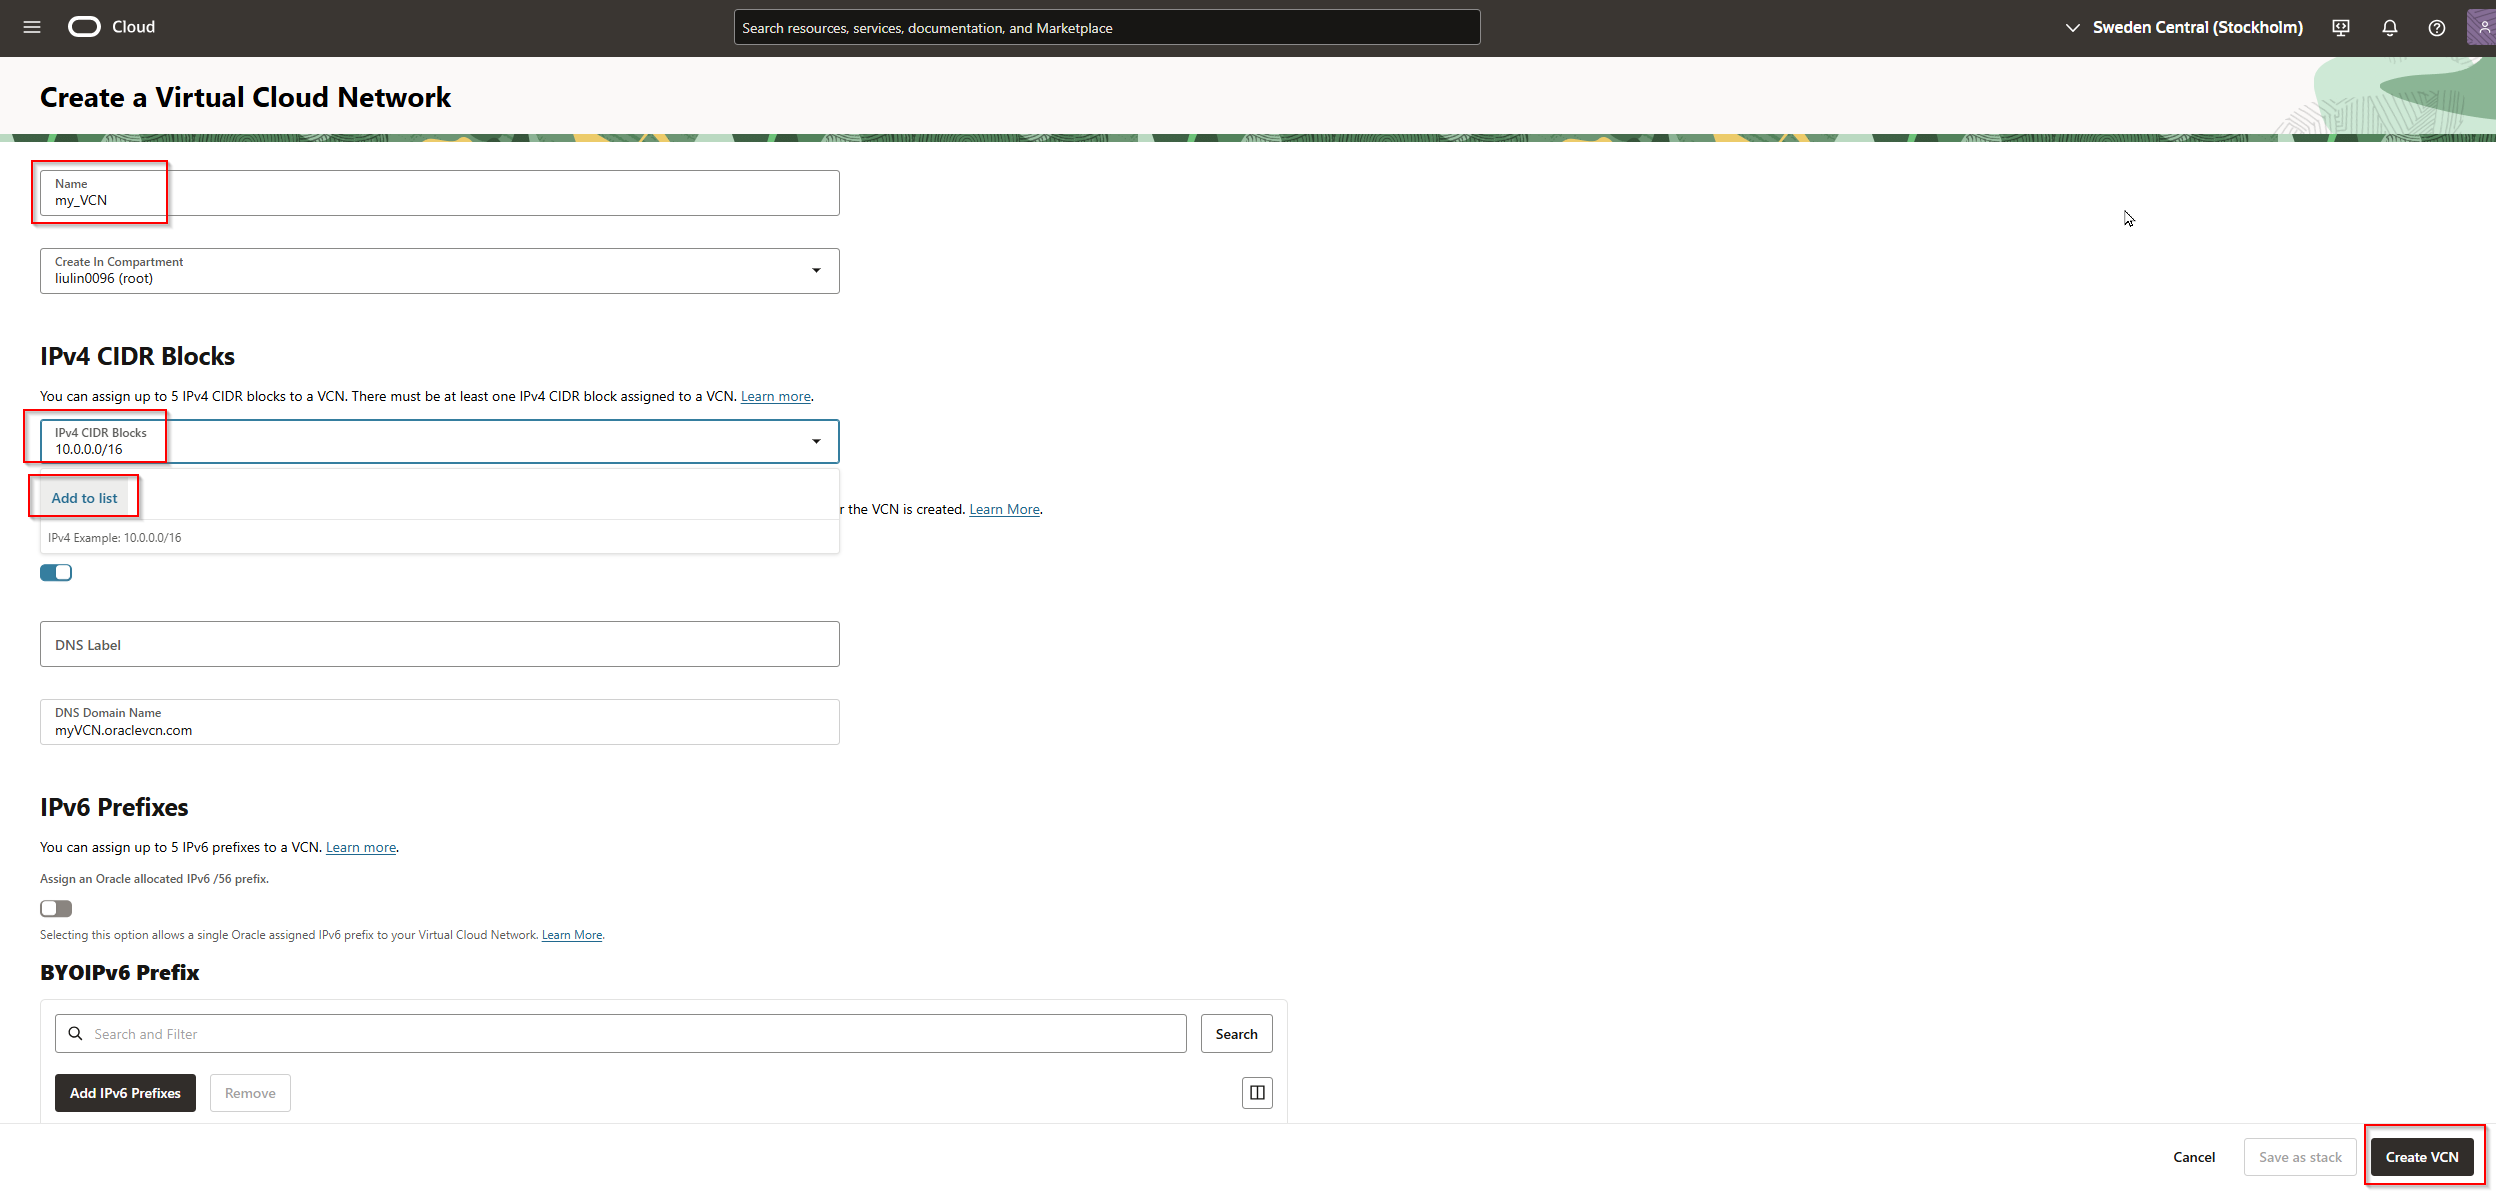 Cloud
Search resources, services, documentation, and Marketplace
Sweden Central (Stockholm)
Create a Virtual Cloud Network
Name
my_VCN
Create In Compartment
liulin0096 (root)
IPv4 CIDR Blocks
You can assign up to 5 IPv4 CIDR blocks to a VCN. There must be at least one IPv4 CIDR block assigned to a VCN. Learn more.
IPv4 CIDR Blocks
10.0.0.0/16
Add to list
r the VCN is created. Learn More.
IPv4 Example: 10.0.0.0/16
DNS Label
DNS Domain Name
myVCN.oraclevcn.com
IPv6 Prefixes
You can assign up to 5 IPv6 prefixes to a VCN. Learn more.
Assign an Oracle allocated IPv6 /56 prefix.
Selecting this option allows a single Oracle assigned IPv6 prefix to your Virtual Cloud Network. Learn More.
BYOIPv6 Prefix
Search and Filter
Search
Add IPv6 Prefixes
Remove
Cancel
Save as stack
Create VCN